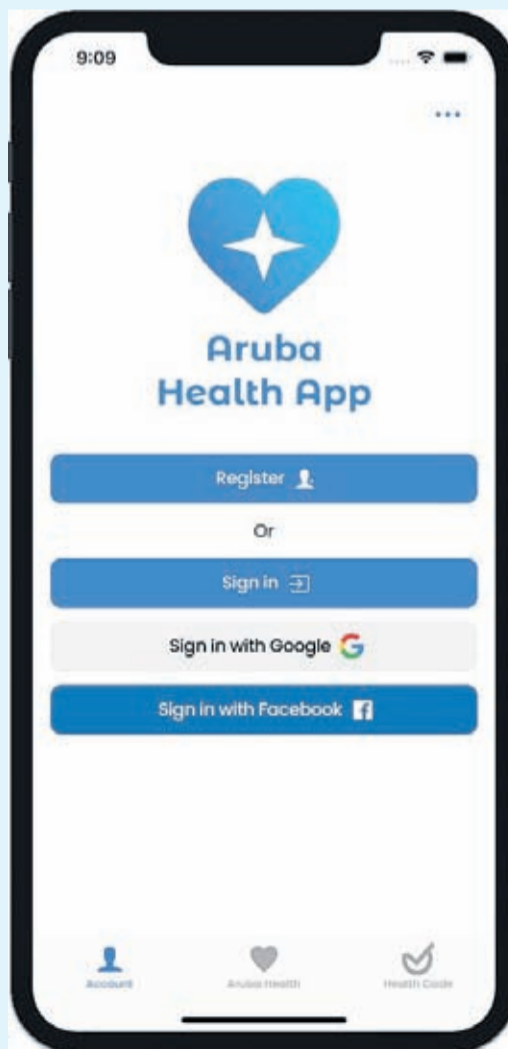 9:09
Aruba
Health App
Register
Or
Sign in
Sign in with Google
Sign in with Facebook
Account
Aruba Health
Health Code